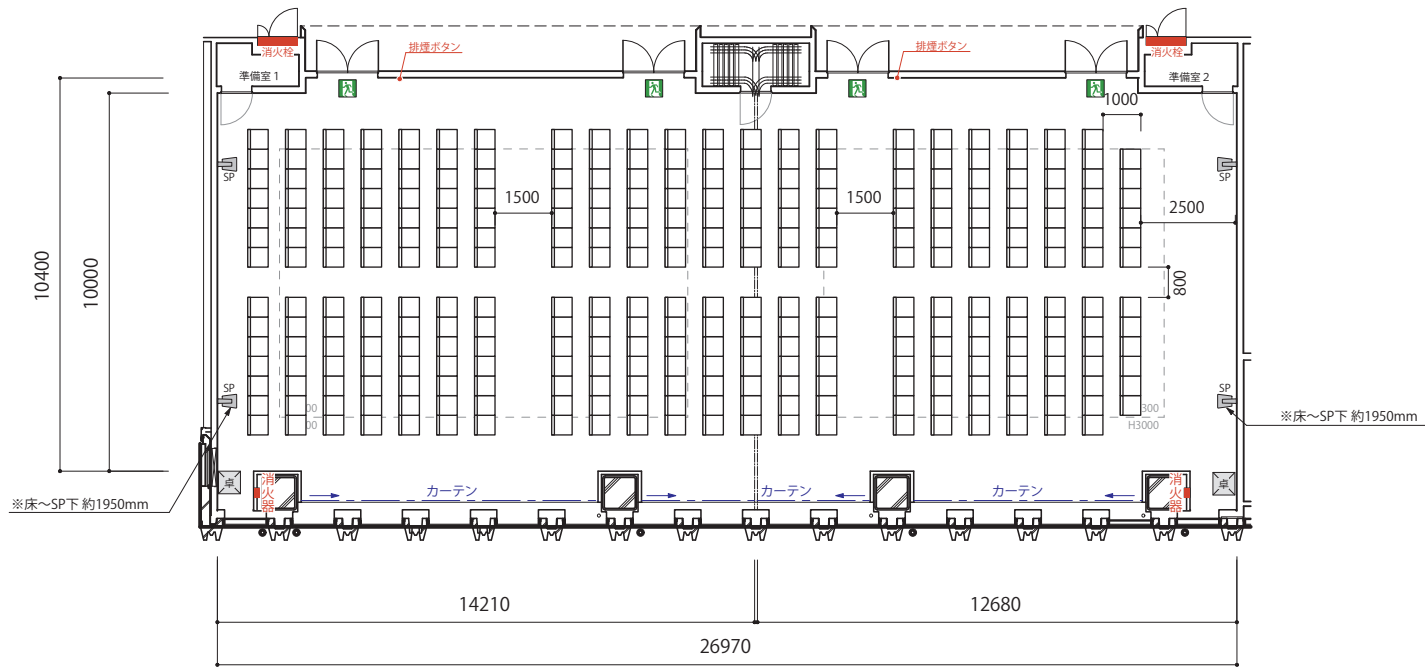 消火栓
排煙ボタン
排煙ボタン
消火栓
準備室1
準備室2
1000
SP
SP
1500
1500
2500
10400
10000
800
SP
SP
00
00
300
H3000
※床～SP下 約1950mm
※床～SP下 約1950mm
卓
消火器
カーテン
カーテン
カーテン
消火器
卓
14210
12680
26970